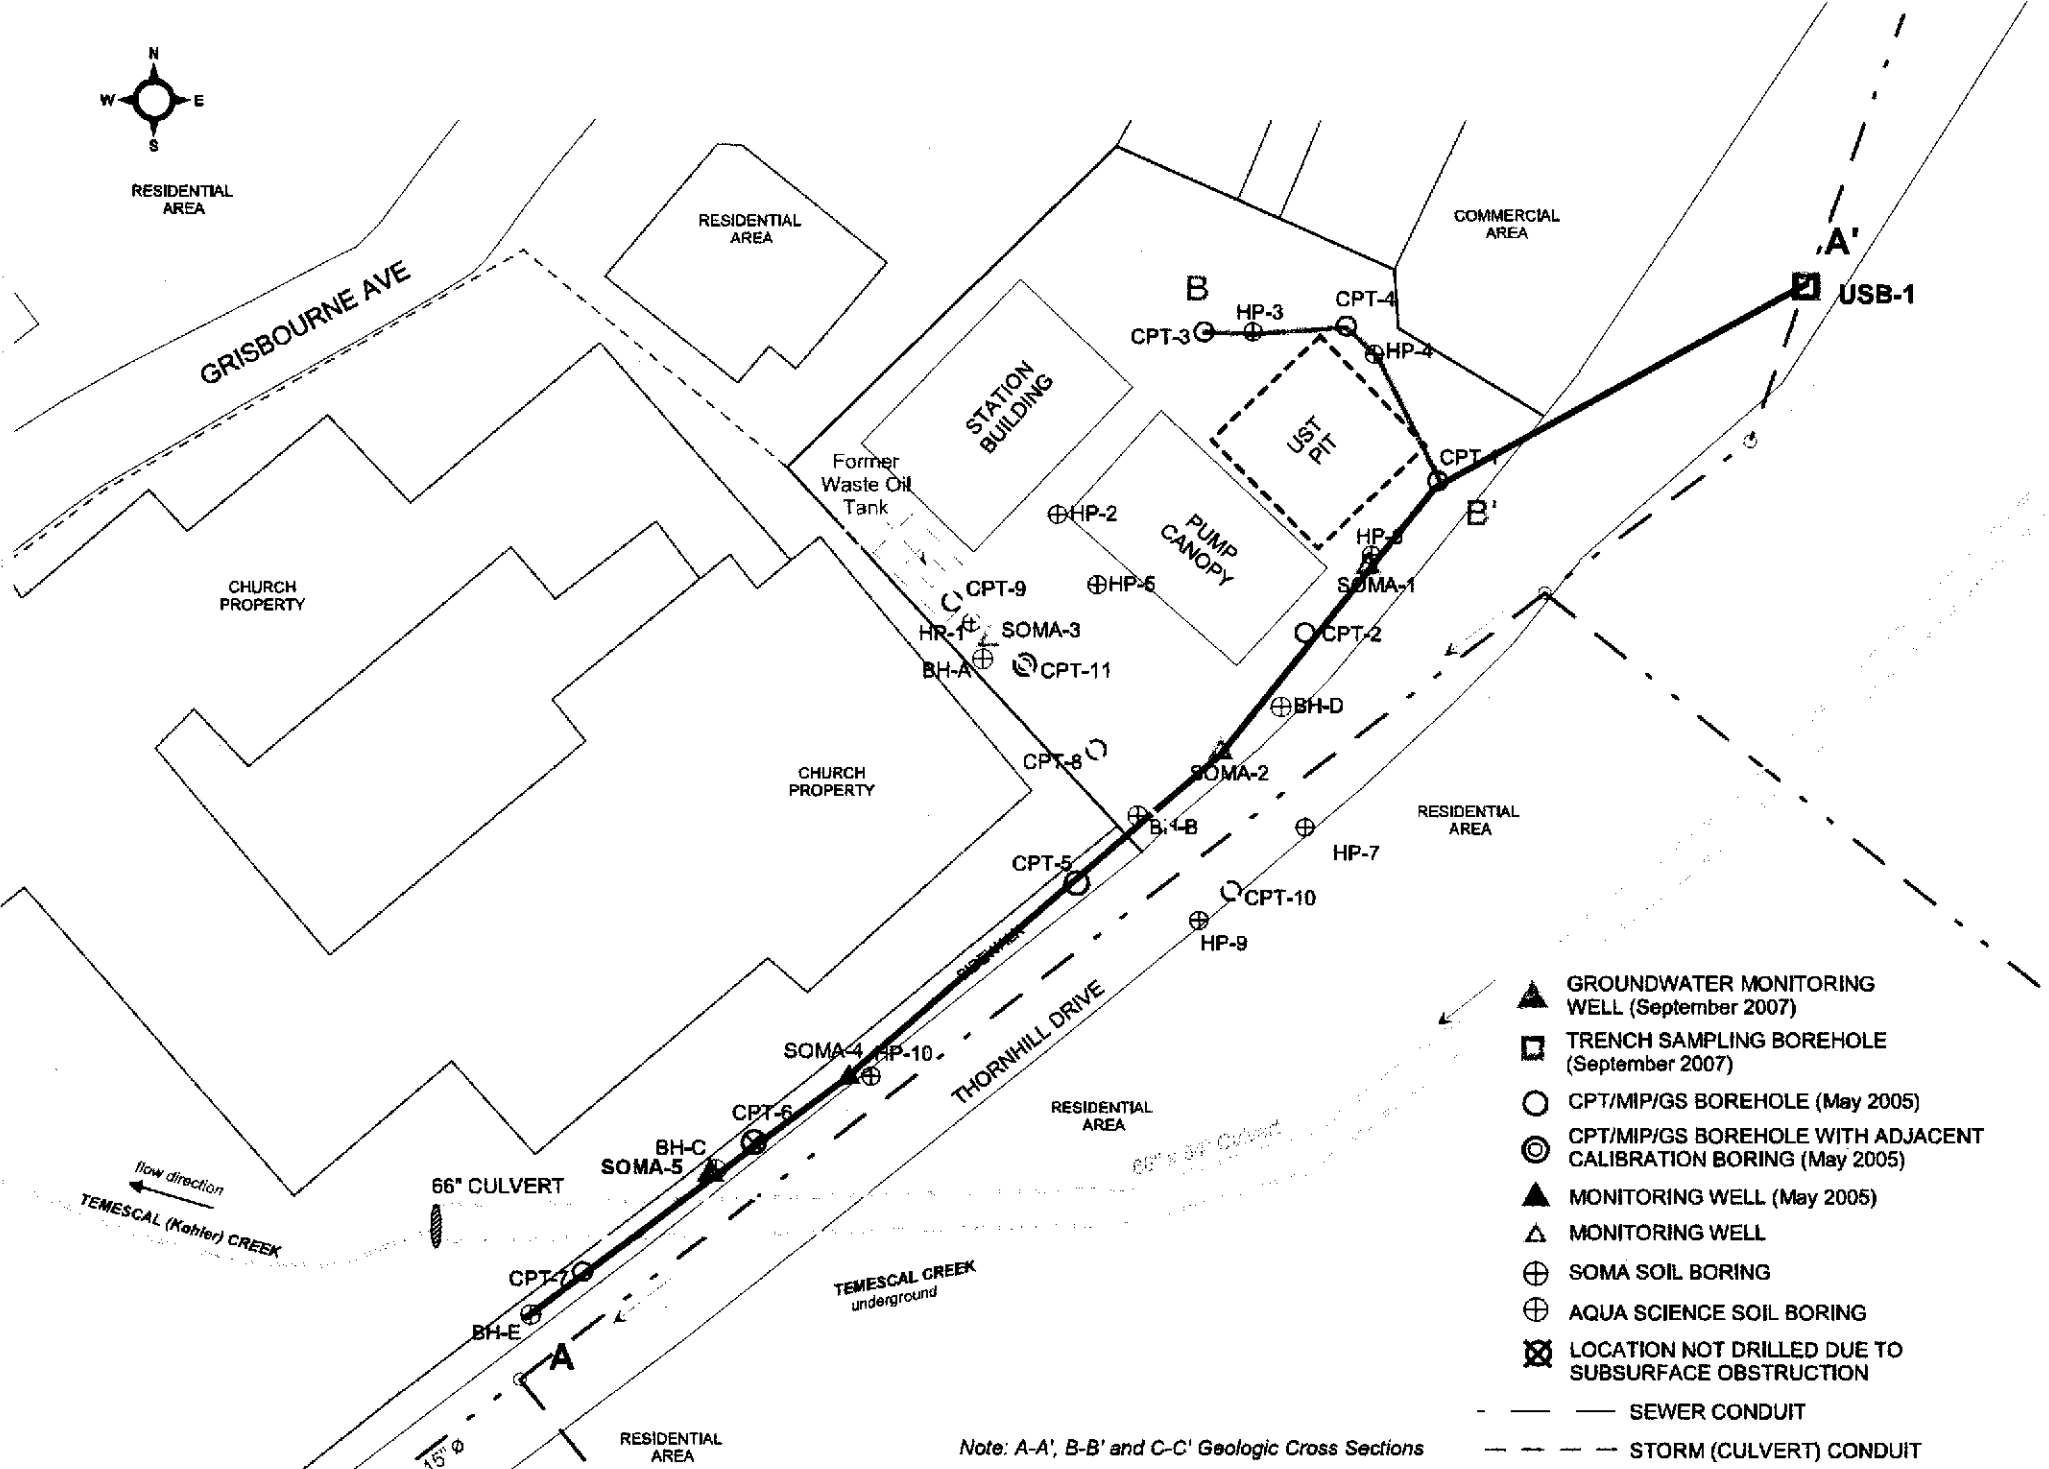 N
W
E
S
RESIDENTIAL
AREA
RESIDENTIAL
AREA
COMMERCIAL
AREA
GRISBOURNE AVE
A'
USB-1
B
CPT-4
HP-3
CPT-3
HP-4
STATION
BUILDING
UST
PIT
Former
Waste Oil
Tank
CPT-1
B'
HP-2
PUMP
CANOPY
SOMA-1
CHURCH
PROPERTY
CPT-9
HP-1
SOMA-3
CPT-2
BH-A
CPT-11
BH-D
CPT-8
SOMA-2
CHURCH
PROPERTY
BH-B
RESIDENTIAL
AREA
HP-7
CPT-5
CPT-10
HP-9
SIDEWALK
THORNHILL DRIVE
SOMA-4
HP-10
CPT-6
BH-C
SOMA-5
RESIDENTIAL
AREA
66" CULVERT
flow direction
TEMESCAL (Kohler) CREEK
CPT-7
BH-E
A
TEMESCAL CREEK
underground
15" Ø
RESIDENTIAL
AREA
GROUNDWATER MONITORING
WELL (September 2007)
TRENCH SAMPLING BOREHOLE
(September 2007)
CPT/MIP/GS BOREHOLE (May 2005)
CPT/MIP/GS BOREHOLE WITH ADJACENT
CALIBRATION BORING (May 2005)
MONITORING WELL (May 2005)
MONITORING WELL
SOMA SOIL BORING
AQUA SCIENCE SOIL BORING
LOCATION NOT DRILLED DUE TO
SUBSURFACE OBSTRUCTION
SEWER CONDUIT
STORM (CULVERT) CONDUIT
Note: A-A', B-B' and C-C' Geologic Cross Sections